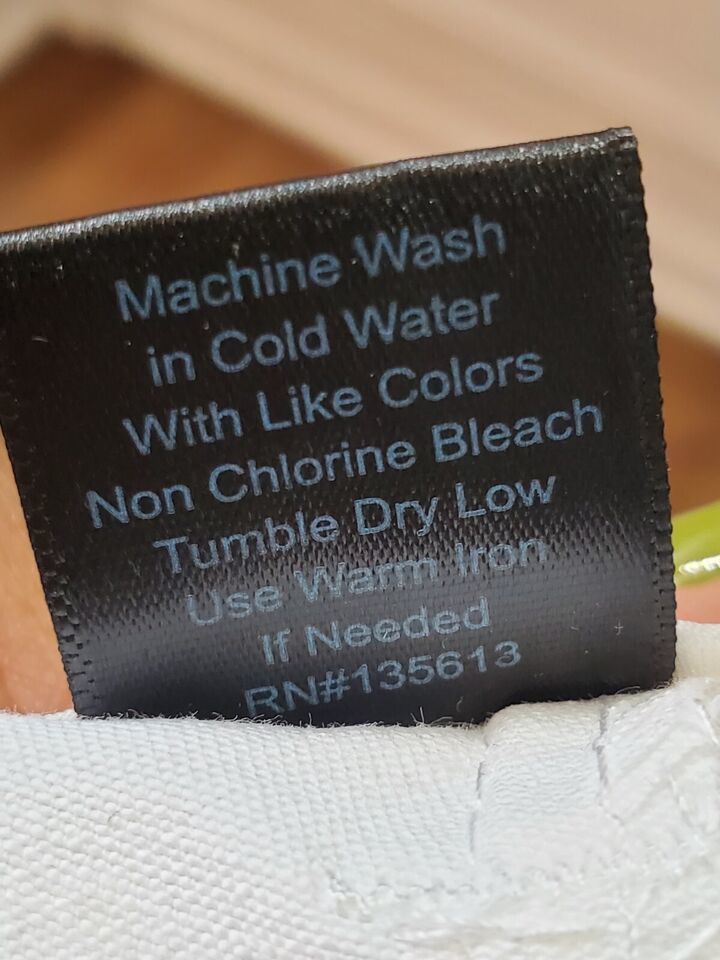 Machine Wash
in Cold Water
With Like Colors
Non Chlorine Bleach
Tumble Dry Low
Use Warm Iron
If Needed
RN#135613